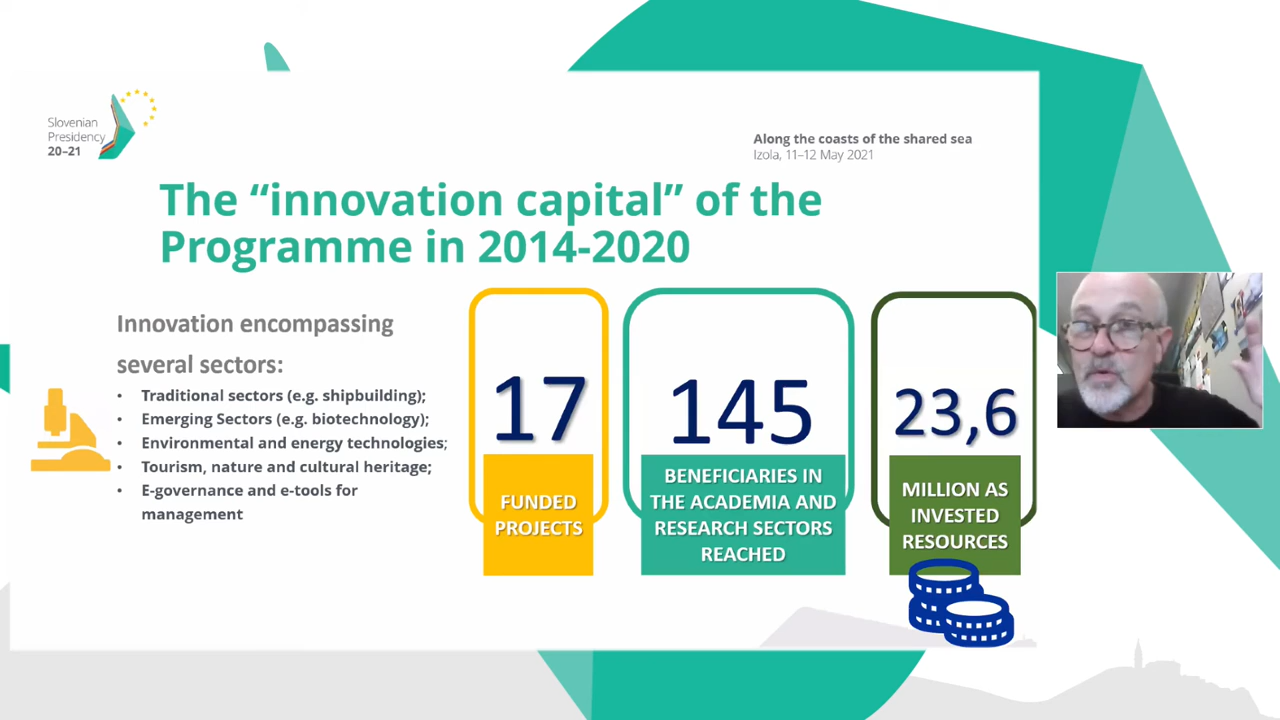 Slovenian
Presidency
20–21
Along the coasts of the shared sea
Izola, 11–12 May 2021
The “innovation capital” of the
Programme in 2014-2020
Innovation encompassing
several sectors:
• Traditional sectors (e.g. shipbuilding);
• Emerging Sectors (e.g. biotechnology);
• Environmental and energy technologies;
• Tourism, nature and cultural heritage;
• E-governance and e-tools for
management
17
FUNDED
PROJECTS
145
BENEFICIARIES IN
THE ACADEMIA AND
RESEARCH SECTORS
REACHED
23,6
MILLION AS
INVESTED
RESOURCES